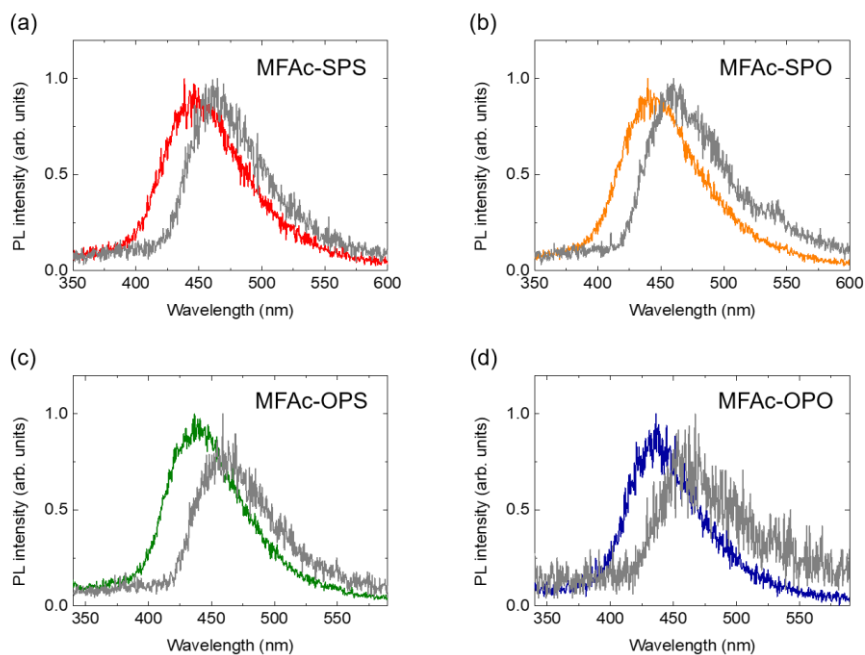 (a)
MFAc-SPS
1.0
0.5
0.0
PL intensity (arb. units)
350 400 450 500 550 600
Wavelength (nm)
(b)
MFAc-SPO
1.0
0.5
0.0
PL intensity (arb. units)
350 400 450 500 550 600
Wavelength (nm)
(c)
MFAc-OPS
1.0
0.5
0.0
PL intensity (arb. units)
350 400 450 500 550
Wavelength (nm)
(d)
MFAc-OPO
1.0
0.5
0.0
PL intensity (arb. units)
350 400 450 500 550
Wavelength (nm)